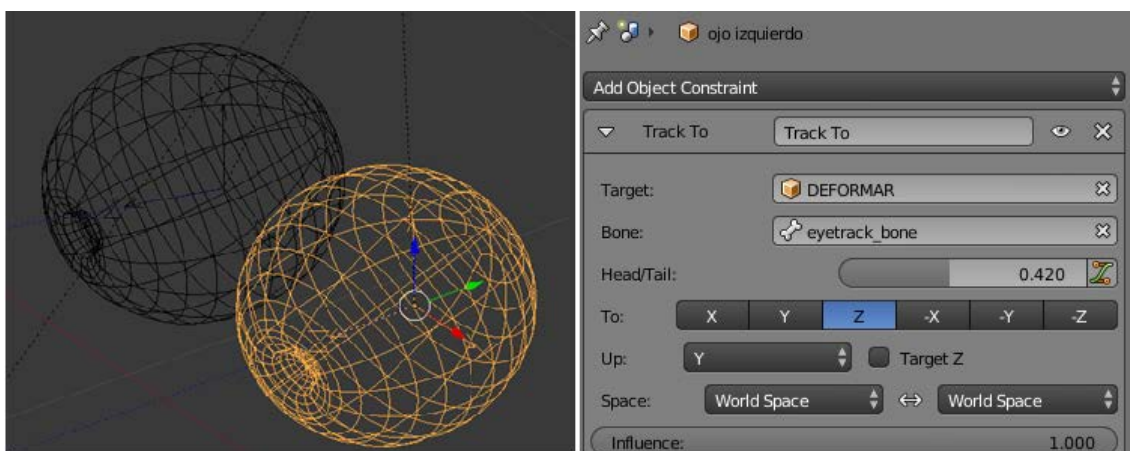 ojo izquierdo
Add Object Constraint
Track To Track To
Target: DEFORMAR
Bone: eyetrack_bone
Head/Tail: 0.420
To: X Y Z -X -Y -Z
Up: Y Target Z
Space: World Space World Space
Influence: 1.000